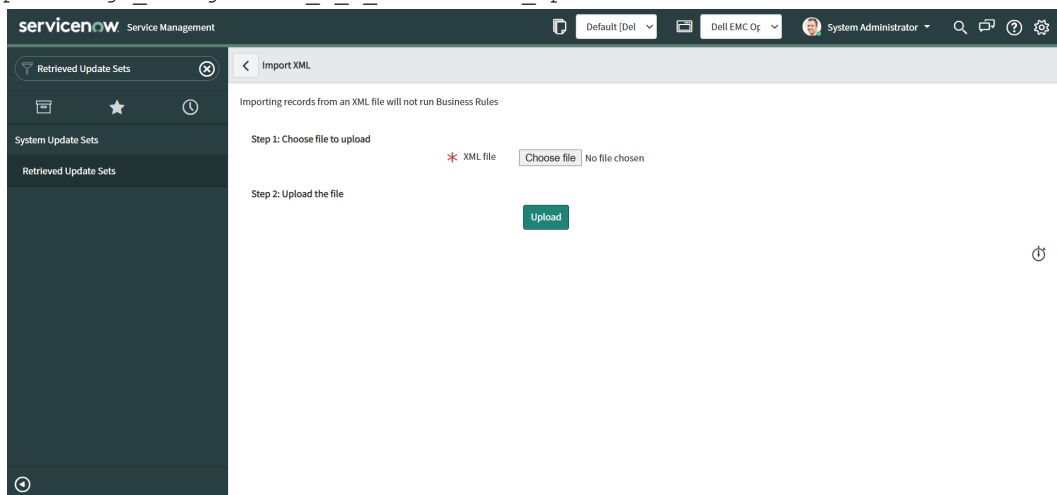 servicenow Service Management
Default [Del
Dell EMC Op
System Administrator
Retrieved Update Sets
Import XML
Importing records from an XML file will not run Business Rules
System Update Sets
Retrieved Update Sets
Step 1: Choose file to upload
XML file
Choose file No file chosen
Step 2: Upload the file
Upload